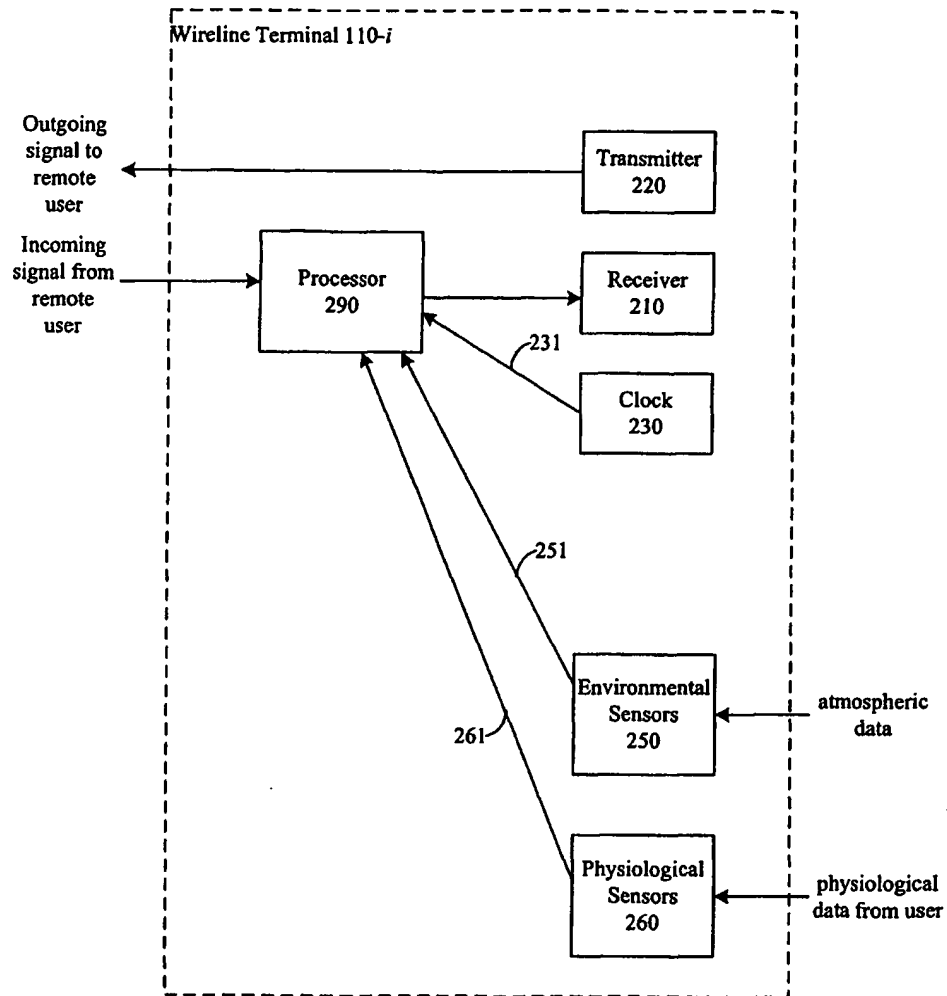 Wireline Terminal 110-i
Outgoing
signal to
remote
user
Transmitter
220
Incoming
signal from
remote
user
Processor
290
Receiver
210
231
Clock
230
251
Environmental
Sensors
250
atmospheric
data
261
Physiological
Sensors
260
physiological
data from user